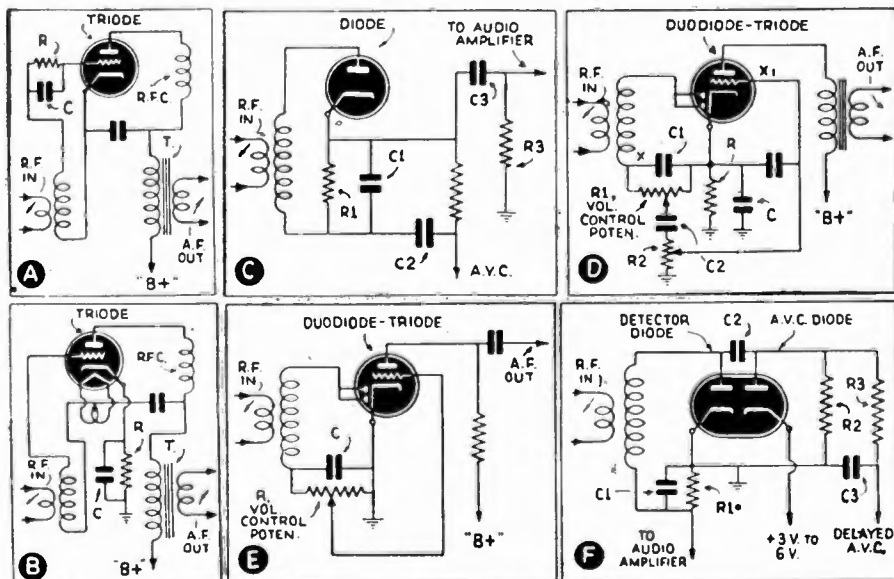 TRIODE
R
C
R.F.C.
R.F.
IN
T.
A.F.
OUT
"B+"
A
DIODE
TO AUDIO
AMPLIFIER
R.F.
IN
C3
R3
C1
R1
C2
A.V.C.
C
DUODIODE-TRIODE
X1
A.F.
OUT
R.F.
IN
X
C1
R
R1,
VOL.
CONTROL
POTEN.
C
R2
C2
"B+"
D
TRIODE
R.F.C.
R
T.
C
R.F.
IN
A.F.
OUT
"B+"
B
DUODIODE-TRIODE
R.F.
IN
A.F.
OUT
C
R,
VOL.
CONTROL
POTEN.
"B+"
E
DETECTOR
DIODE
C2
A.V.C. DIODE
R.F.
IN
R3
R2
C1
R1
C3
TO
AUDIO
AMPLIFIER
+3 V. TO
6 V.
DELAYED
A.V.C.
F